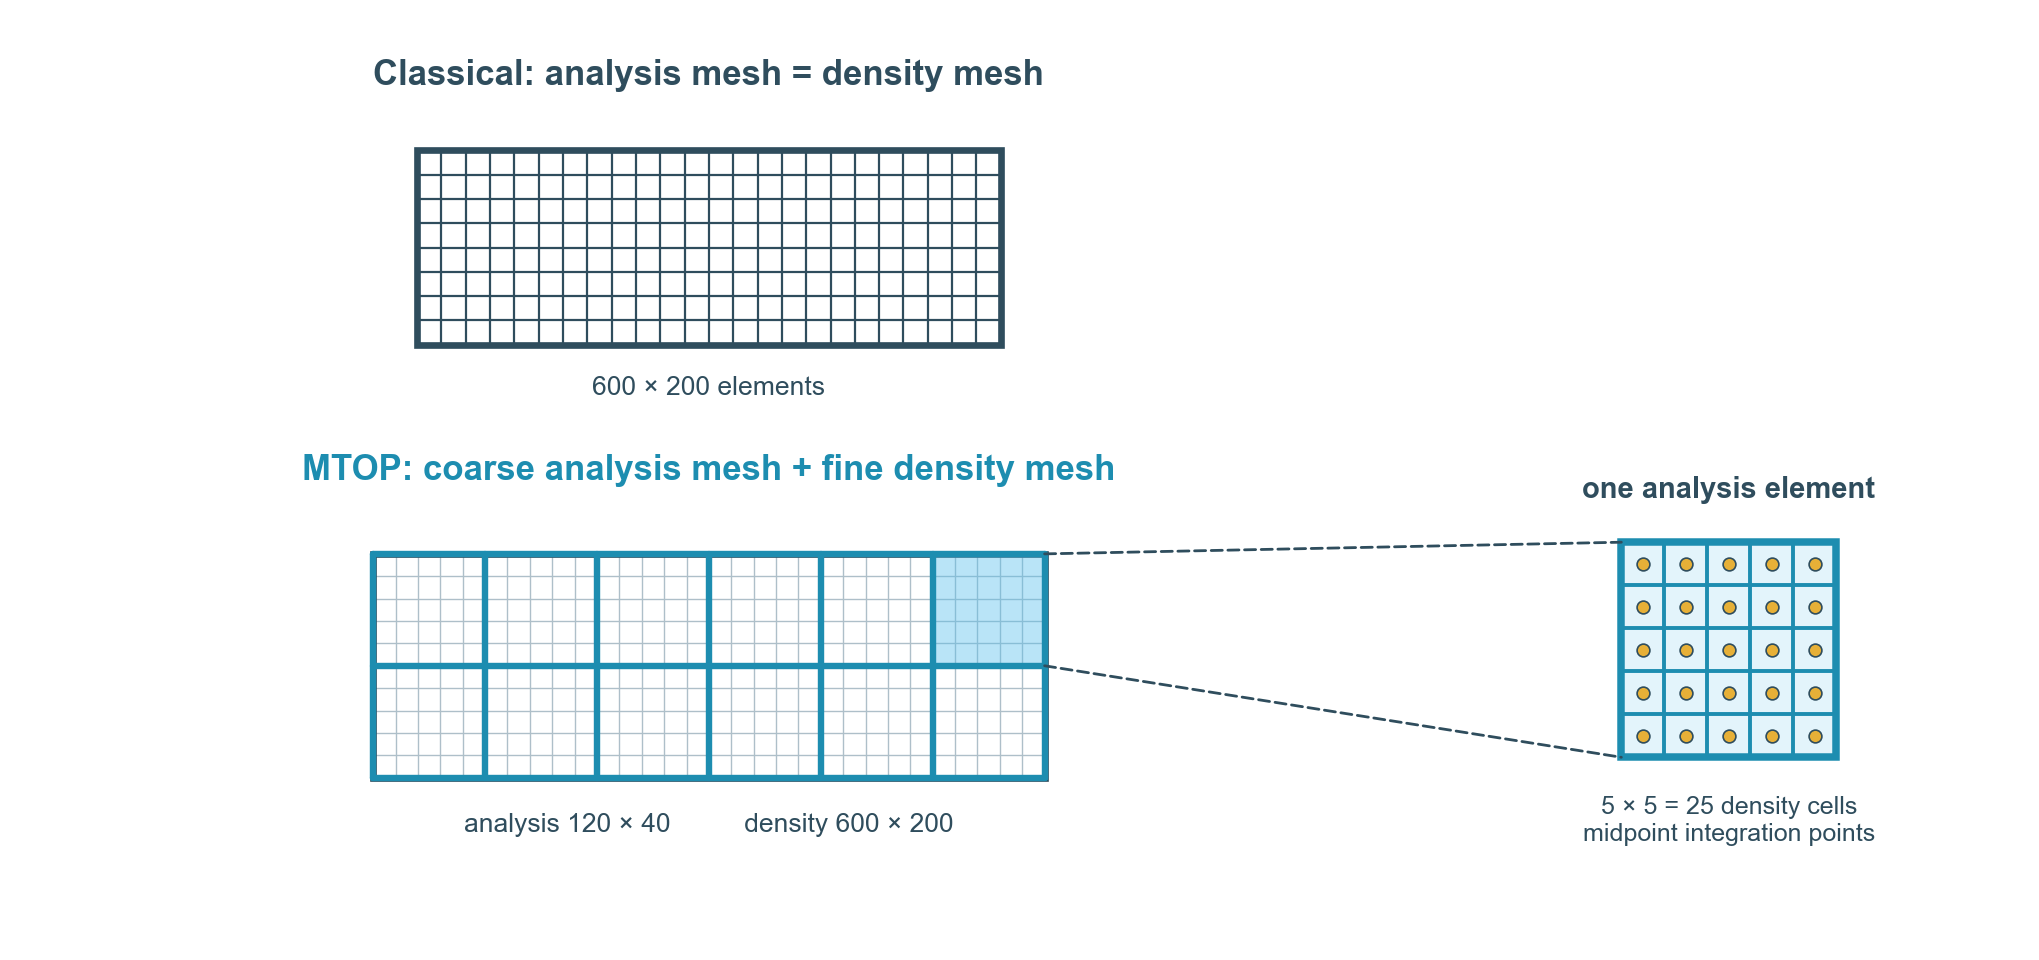 Classical: analysis mesh = density mesh
600 × 200 elements
MTOP: coarse analysis mesh + fine density mesh
one analysis element
analysis 120 × 40
density 600 × 200
5 × 5 = 25 density cells
midpoint integration points